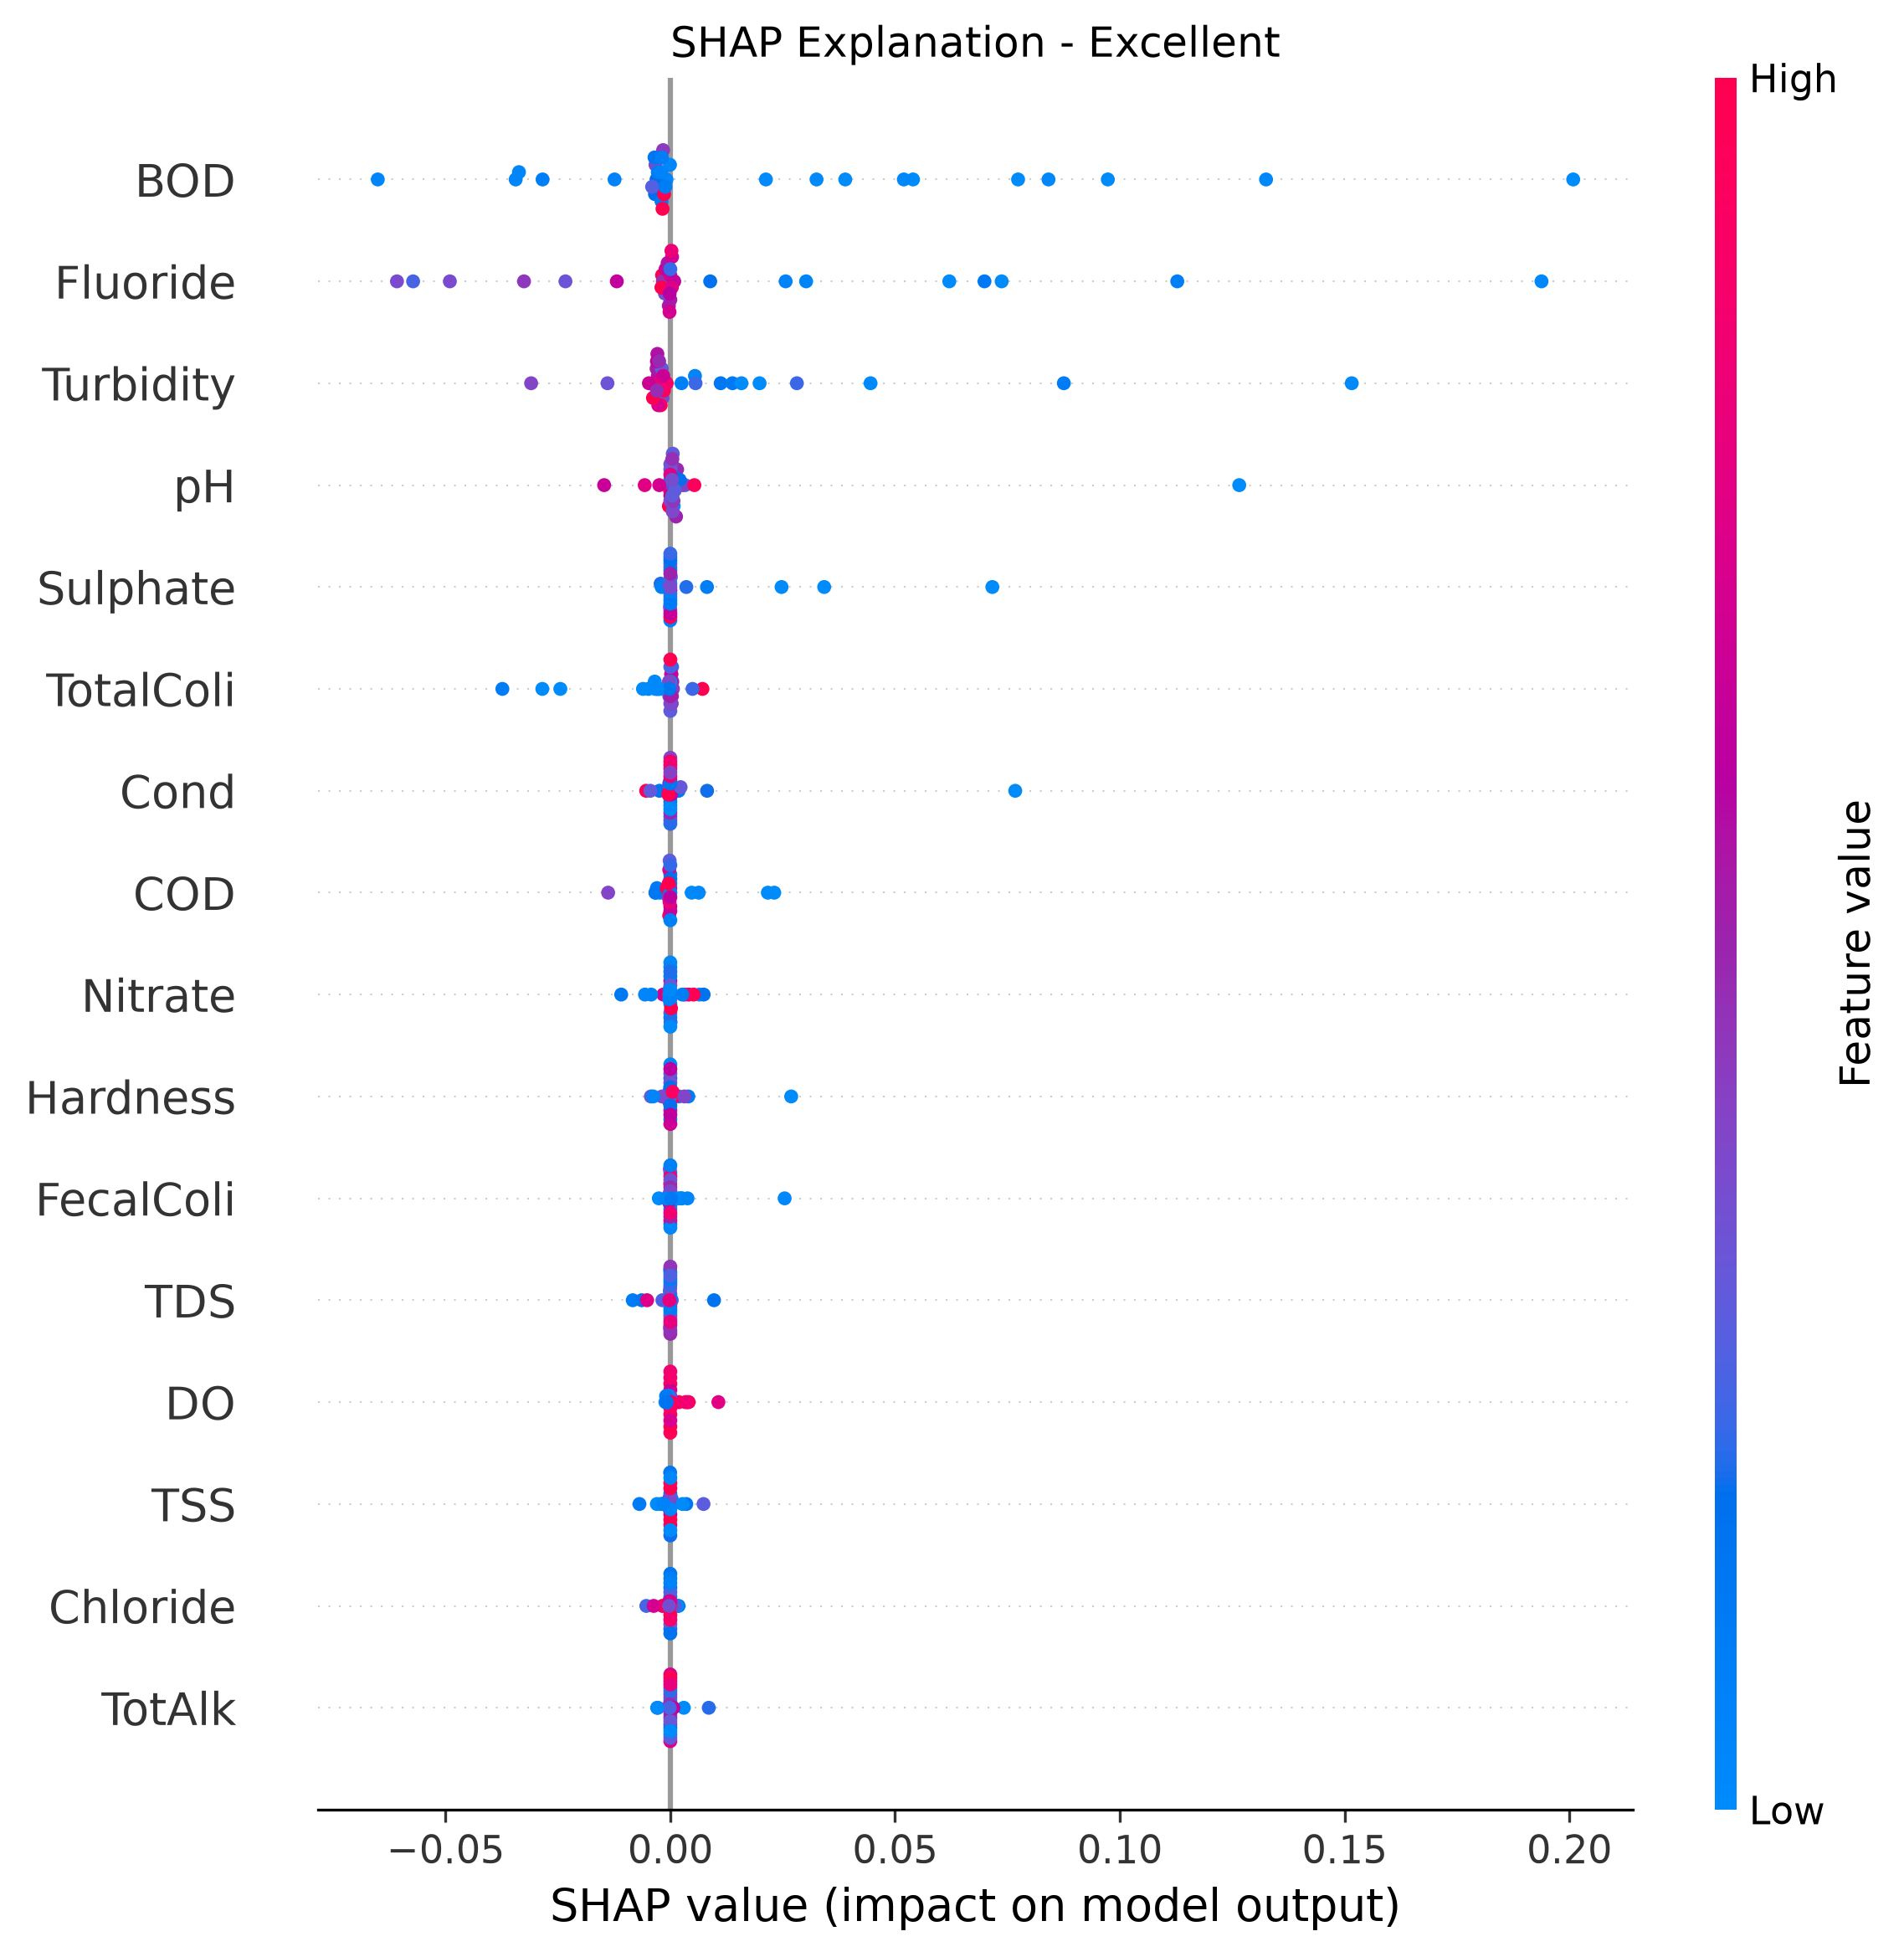 SHAP Explanation - Excellent
High
BOD
Fluoride
Turbidity
pH
Sulphate
TotalColi
Cond
COD
Nitrate
Hardness
FecalColi
TDS
DO
TSS
Chloride
TotAlk
Feature value
Low
−0.05 0.00 0.05 0.10 0.15 0.20
SHAP value (impact on model output)